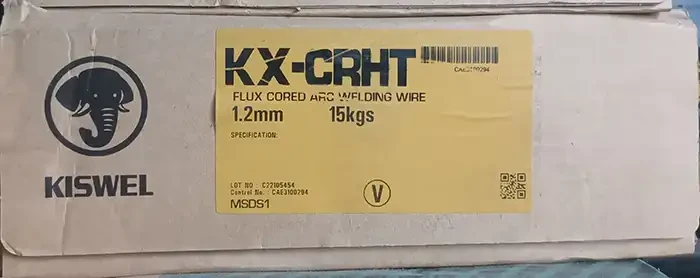 KISWEL
KX-CRHT
CAE3100294
FLUX CORED ARC WELDING WIRE
1.2mm 15kgs
SPECIFICATION:
LOT NO : C22105454
Control No.: CAE3100294
MSDS1
V